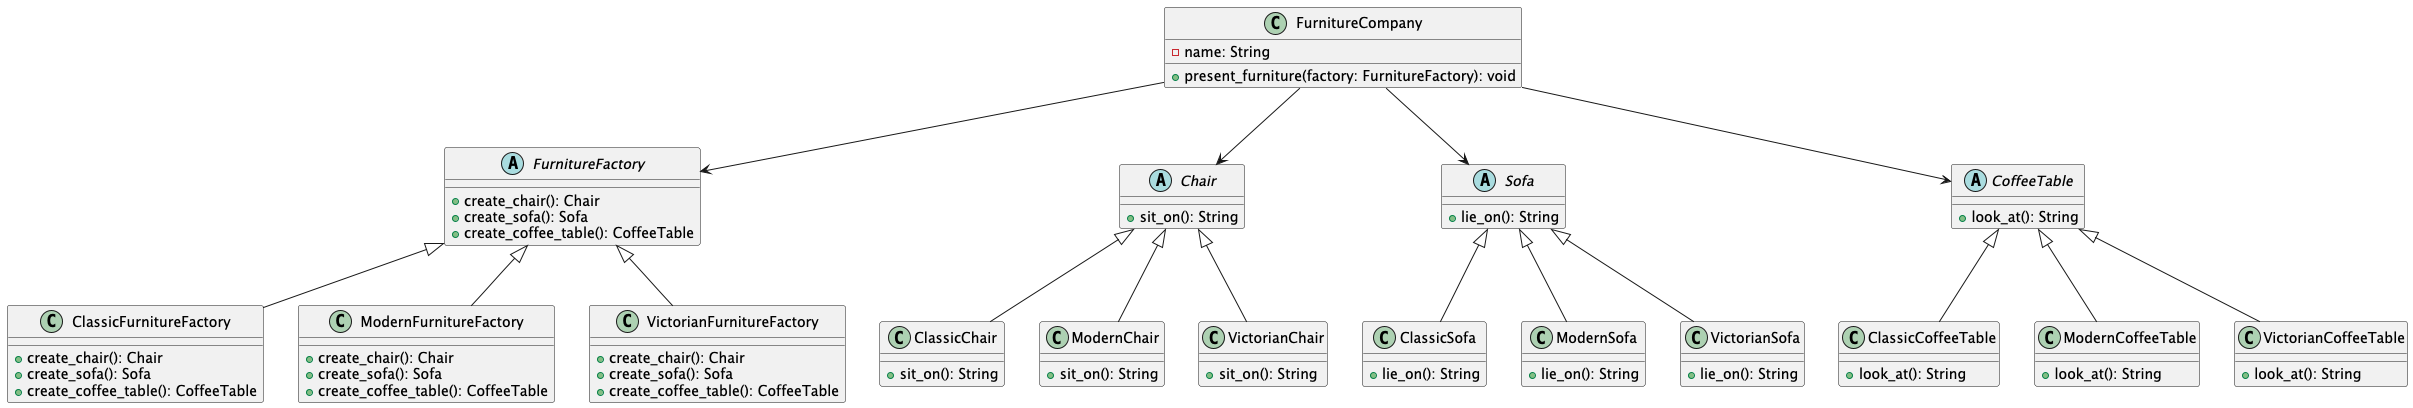 C FurnitureCompany
name: String
present_furniture(factory: FurnitureFactory): void
A FurnitureFactory
create_chair(): Chair
create_sofa(): Sofa
create_coffee_table(): CoffeeTable
A Chair
sit_on(): String
A Sofa
lie_on(): String
A CoffeeTable
look_at(): String
C ClassicFurnitureFactory
create_chair(): Chair
create_sofa(): Sofa
create_coffee_table(): CoffeeTable
C ModernFurnitureFactory
create_chair(): Chair
create_sofa(): Sofa
create_coffee_table(): CoffeeTable
C VictorianFurnitureFactory
create_chair(): Chair
create_sofa(): Sofa
create_coffee_table(): CoffeeTable
C ClassicChair
sit_on(): String
C ModernChair
sit_on(): String
C VictorianChair
sit_on(): String
C ClassicSofa
lie_on(): String
C ModernSofa
lie_on(): String
C VictorianSofa
lie_on(): String
C ClassicCoffeeTable
look_at(): String
C ModernCoffeeTable
look_at(): String
C VictorianCoffeeTable
look_at(): String